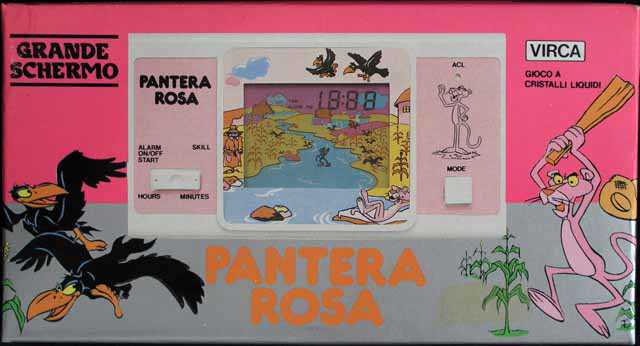 GRANDE
SCHERMO
PANTERA
ROSA
ALARM
ON/OFF
START
SKILL
HOURS
MINUTES
ACL
MODE
VIRCA
GIOCO A
CRISTALLI LIQUIDI
PANTERA
ROSA